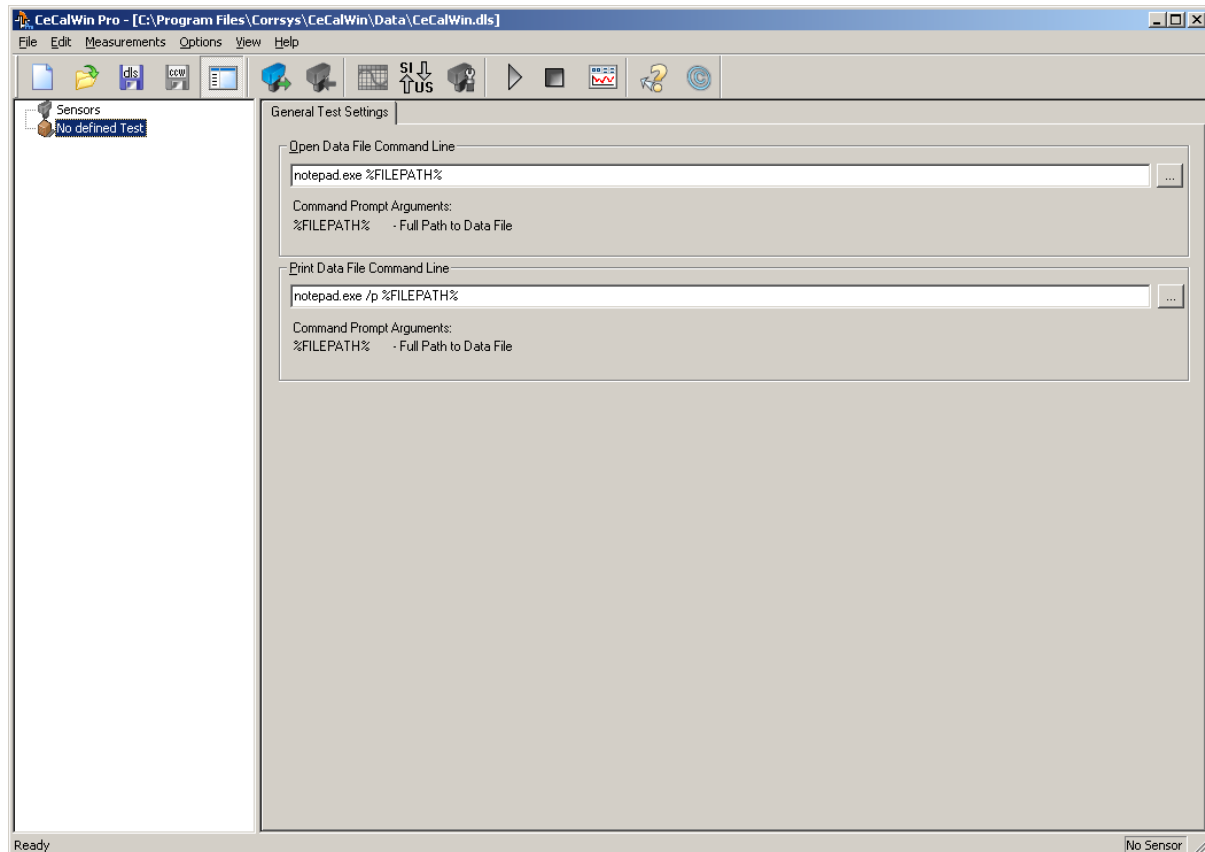 CeCalWin Pro - [C:\Program Files\Corrsys\CeCalWin\Data\CeCalWin.dls]
File Edit Measurements Options View Help
dls ccw SI US
Sensors
No defined Test
General Test Settings
Open Data File Command Line
notepad.exe %FILEPATH%
...
Command Prompt Arguments:
%FILEPATH% - Full Path to Data File
Print Data File Command Line
notepad.exe /p %FILEPATH%
...
Command Prompt Arguments:
%FILEPATH% - Full Path to Data File
Ready No Sensor